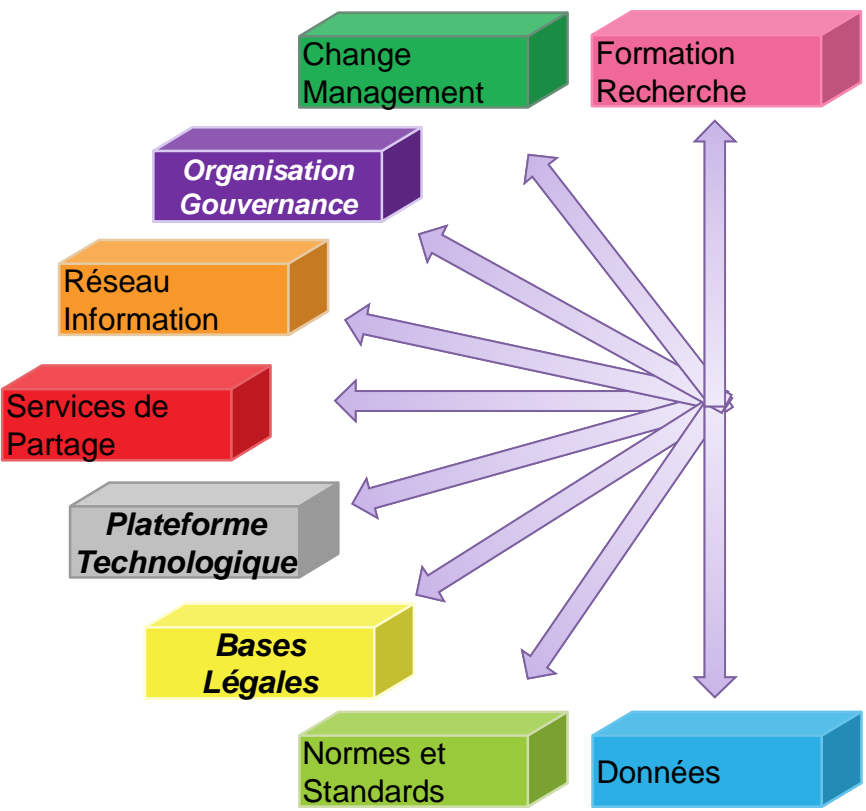 Change
Management
Formation
Recherche
Organisation
Gouvernance
Réseau
Information
Services de
Partage
Plateforme
Technologique
Bases
Légales
Normes et
Standards
Données